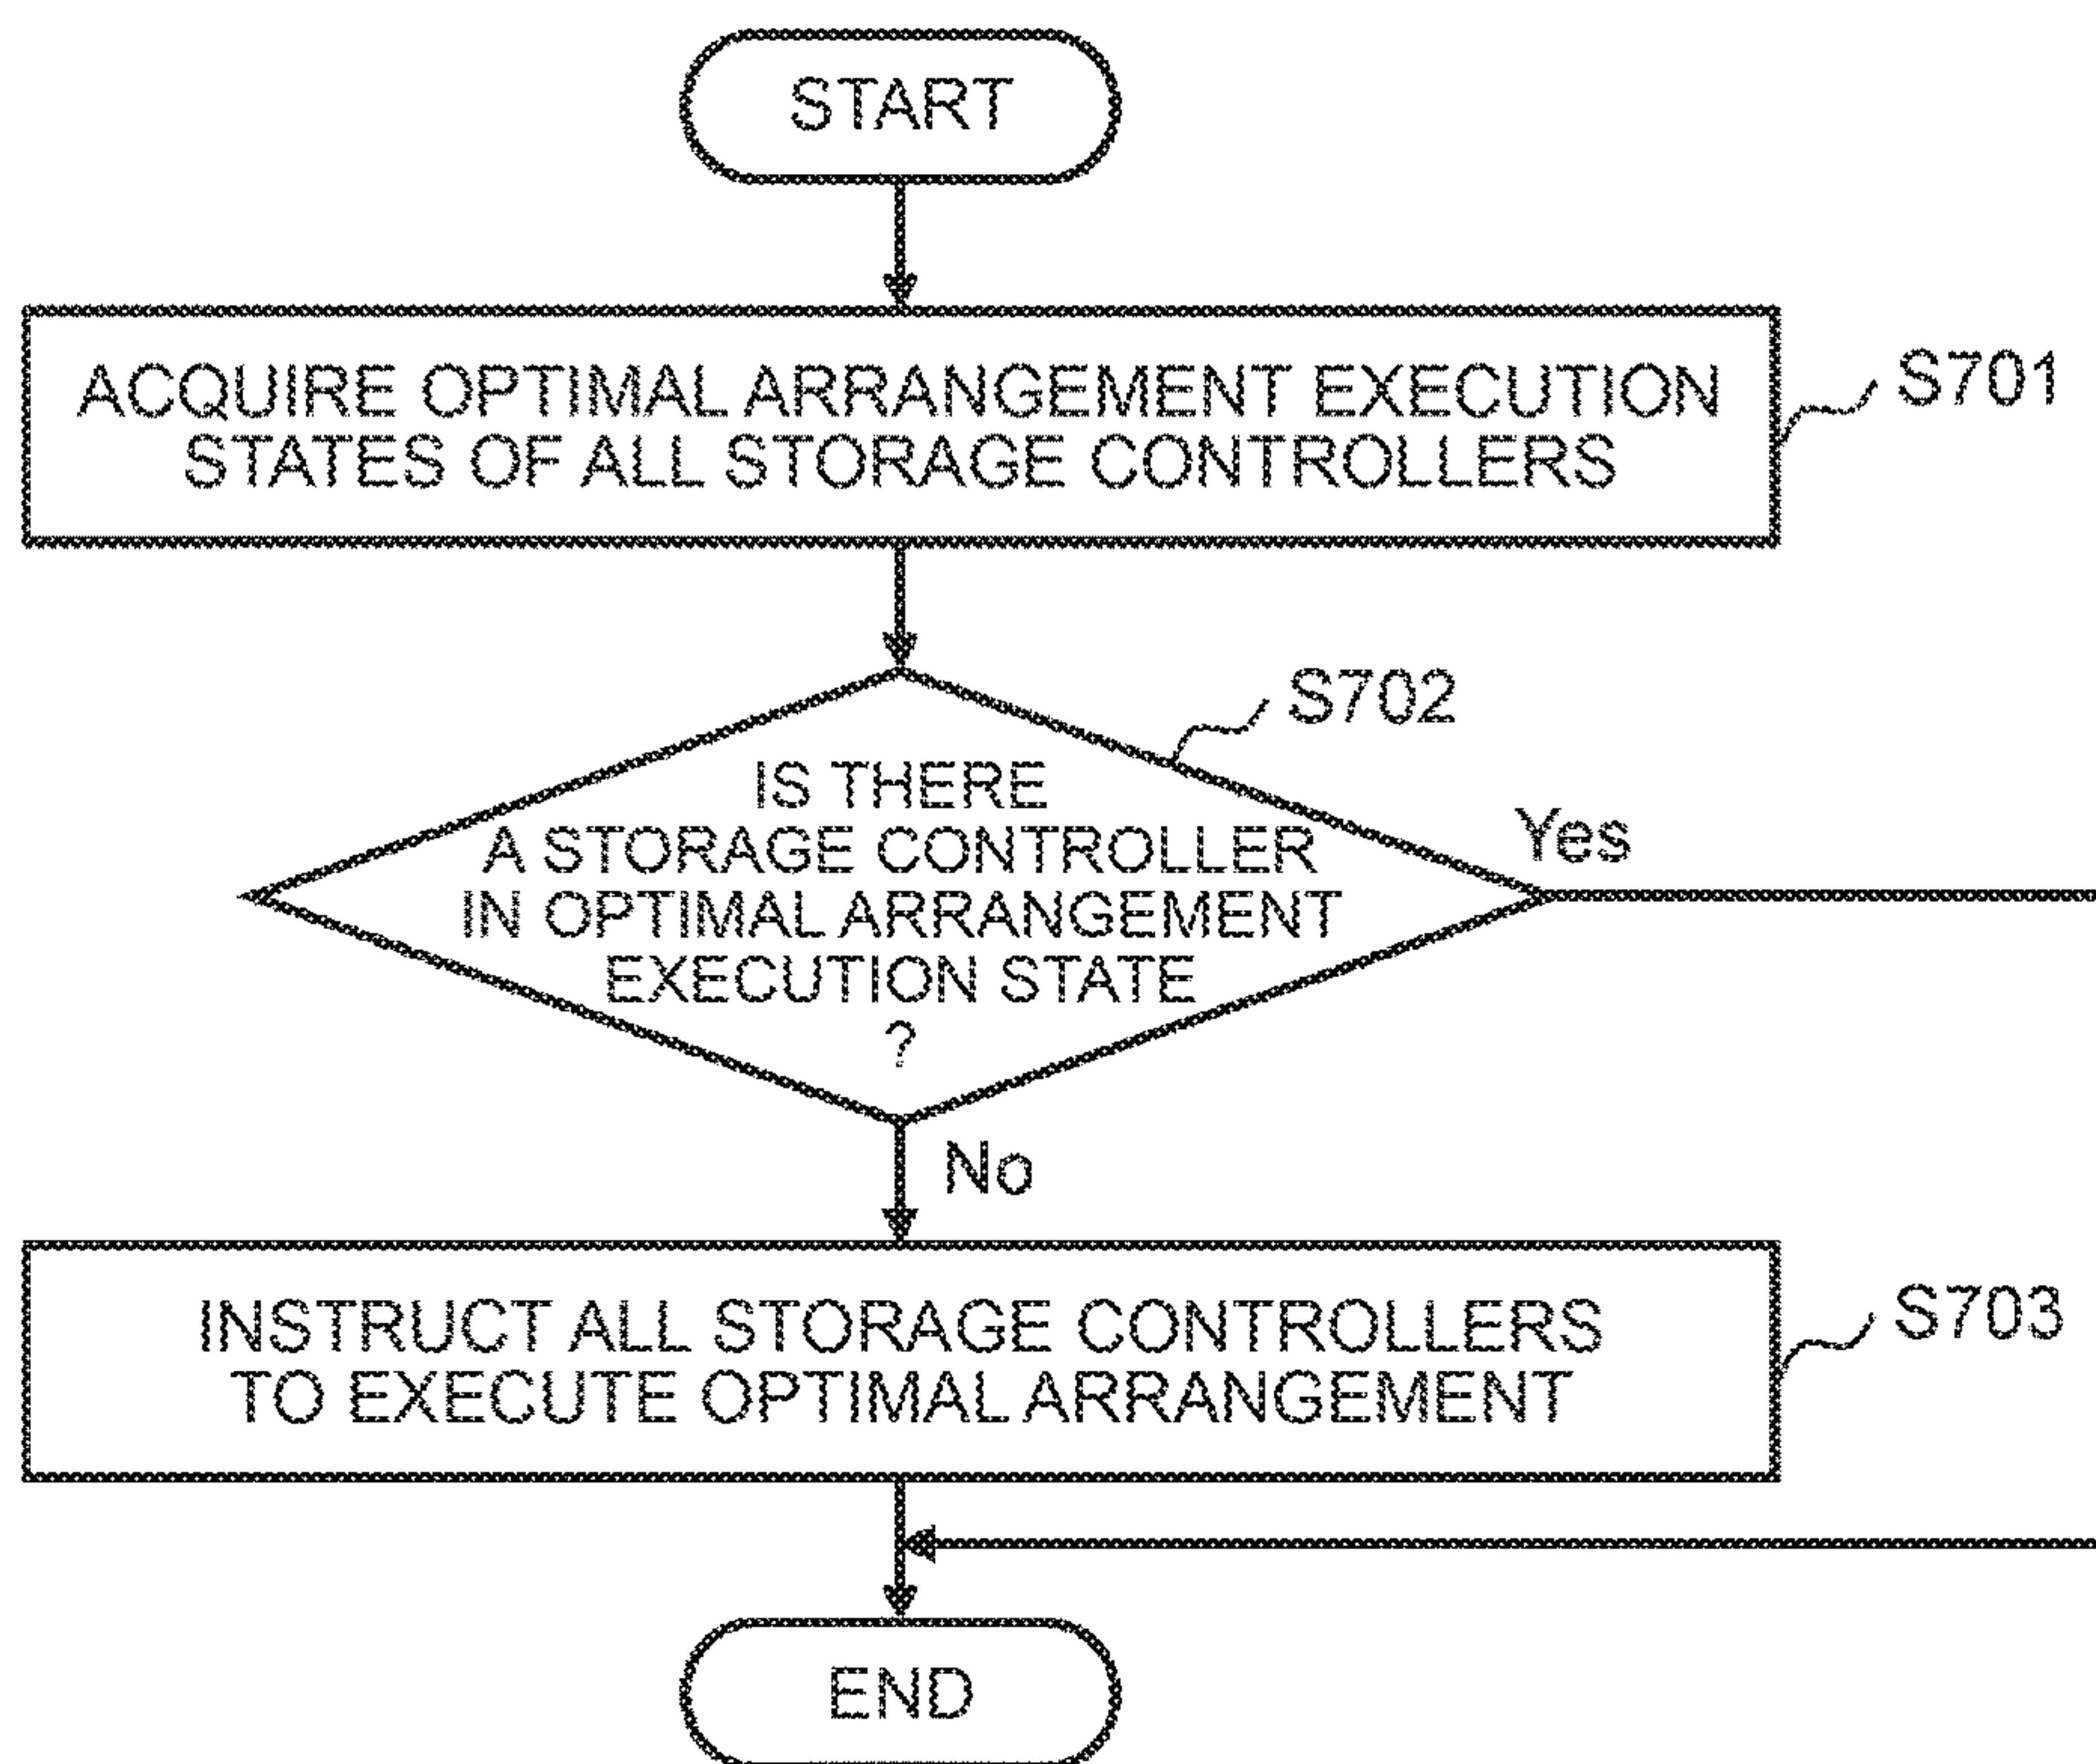 START
ACQUIRE OPTIMAL ARRANGEMENT EXECUTION
STATES OF ALL STORAGE CONTROLLERS
S701
S702
IS THERE
A STORAGE CONTROLLER
IN OPTIMAL ARRANGEMENT
EXECUTION STATE
?
Yes
No
INSTRUCT ALL STORAGE CONTROLLERS
TO EXECUTE OPTIMAL ARRANGEMENT
S703
END